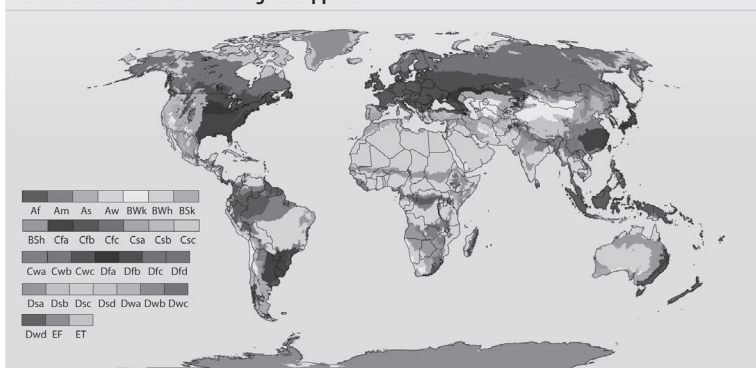 Af Am As Aw BWk BWh BSk
BSh Cfa Cfb Cfc Csa Csb Csc
Cwa Cwb Cwc Dfa Dfb Dfc Dfd
Dsa Dsb Dsc Dsd Dwa Dwb Dwc
Dwd EF ET